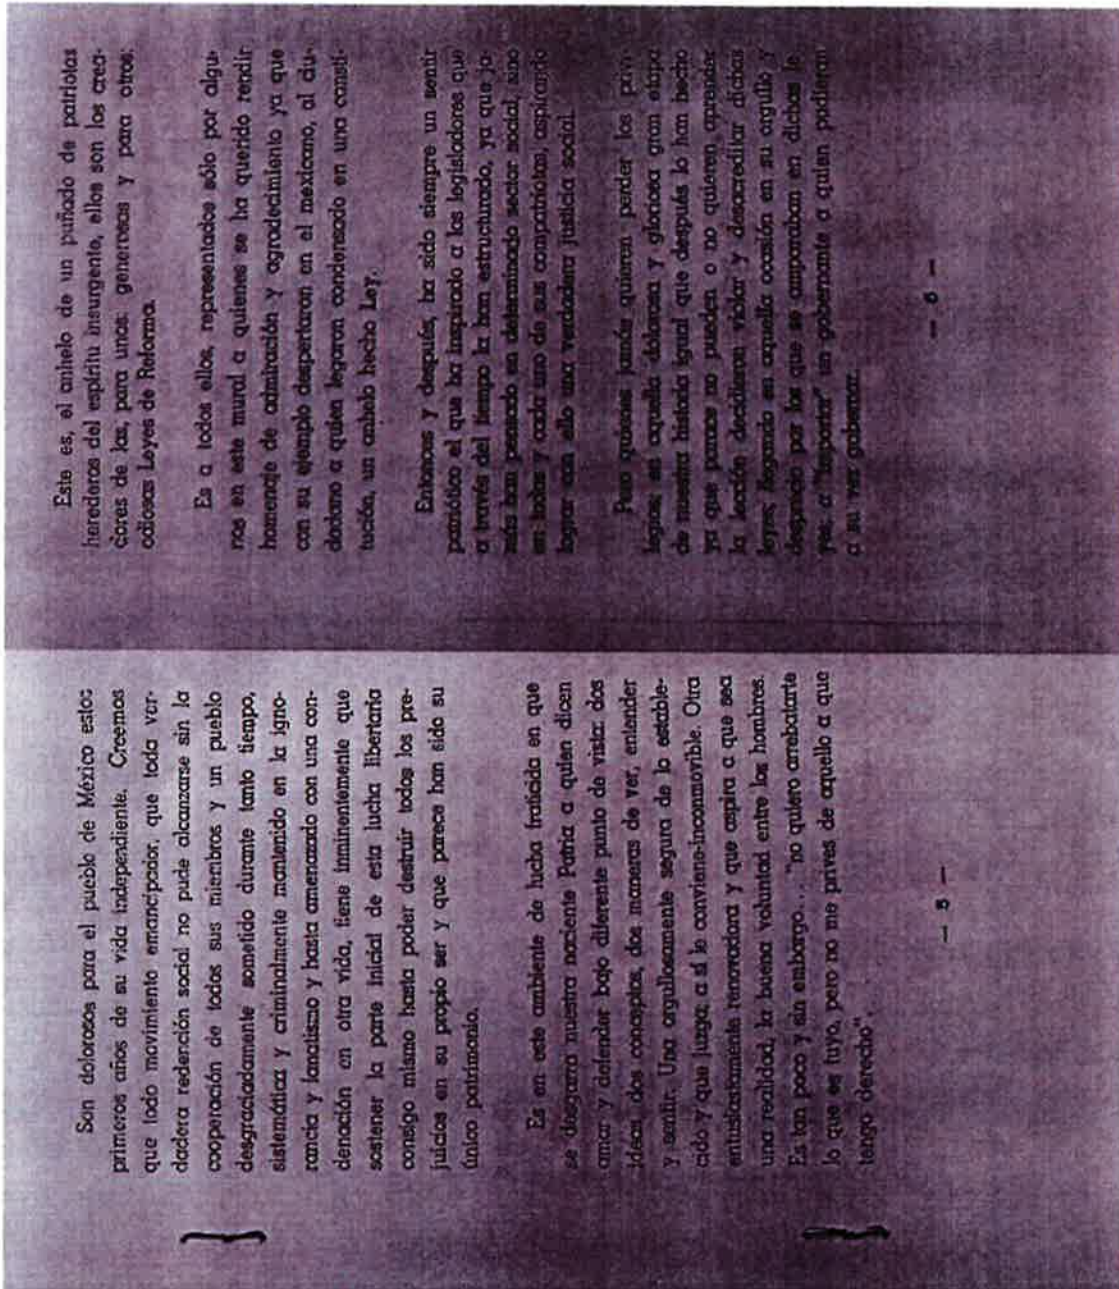 Son dolorosos para el pueblo de México estos
primeros años de su vida independiente. Creemos
que todo movimiento emancipador, que toda ver-
dadera redención social no pude alcanzarse sin la
cooperación de todos sus miembros y un pueblo
desgraciadamente sometido durante tanto tiempo,
sistemática y criminalmente mantenido en la igno-
rancia y fanatismo y hasta amenazado con una con-
denación en otra vida, tiene inminentemente que
sostener la parte inicial de esta lucha libertaria
consigo mismo hasta poder destruir todos los pre-
juicios en su propio ser y que parece han sido su
único patrimonio.
Es en este ambiente de lucha fraticida en que
se desgarra nuestra naciente Patria a quien dicen
amar y defender bajo diferente punto de vista: dos
ideas, dos conceptos, dos maneras de ver, entender
y sentir. Una orgullosamente segura de lo estable-
cido y que juzga: a sí le conviene-inconmovible. Otra
entusiastamente renovadora y que aspira a que sea
una realidad, la buena voluntad entre los hombres.
Es tan poco y sin embargo... "no quiero arrebatarte
lo que es tuyo, pero no me prives de aquello a que
tengo derecho".
— 5 —
Este es, el anhelo de un puñado de patriotas
herederos del espíritu insurgente, ellos son los crea-
dores de las, para unos: generosas y para otros:
odiosas Leyes de Reforma.
Es a todos ellos, representados sólo por algu-
nos en este mural a quienes se ha querido rendir
homenaje de admiración y agradecimiento ya que
con su ejemplo despertaron en el mexicano, al ciu-
dadano a quien legaron condensado en una consti-
tución, un anhelo hecho Ley.
Entonces y después, ha sido siempre un sentir
patriótico el que ha inspirado a los legisladores que
a través del tiempo la han estructurado, ya que ja-
más han pensado en determinado sector social, sino
en todos y cada uno de sus compatriotas, aspirando
lograr con ello una verdadera justicia social.
Pero quienes jamás quieren perder los privi-
legios; en aquella dolorosa y gloriosa gran etapa
de nuestra historia igual que después lo han hecho
ya que parece no pueden o no quieren aprender
la lección decidieron violar y desacreditar dichas
leyes; llegando en aquella ocasión en su orgullo y
despecho por las que se amparaban en dichas le-
yes, a "importar" un gobernante a quien pudieran
a su vez gobernar.
— 6 —